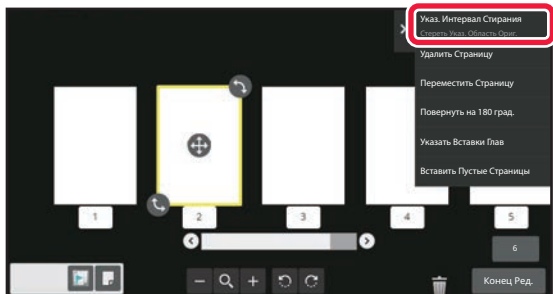 Указ. Интервал Стирания
Стереть Указ. Область Ориг.
Удалить Страницу
Переместить Страницу
Повернуть на 180 град.
Указать Вставки Глав
Вставить Пустые Страницы
1
2
3
4
5
6
Конец Ред.